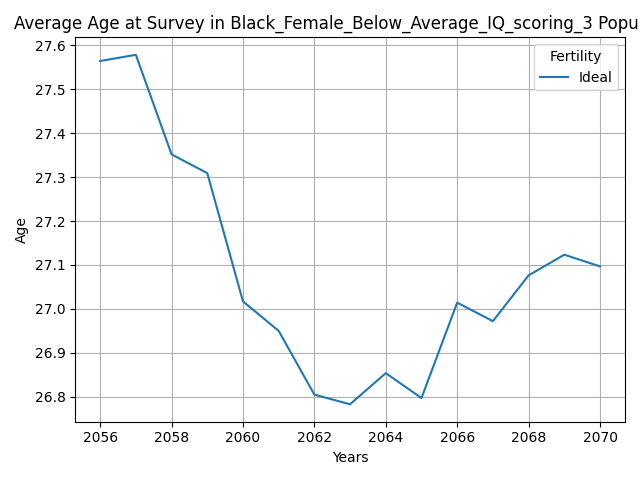 Average Age at Survey in Black_Female_Below_Average_IQ_scoring_3 Popu
27.6
27.5
27.4
27.3
27.2
27.1
27.0
26.9
26.8
Age
Fertility
Ideal
2056 2058 2060 2062 2064 2066 2068 2070
Years